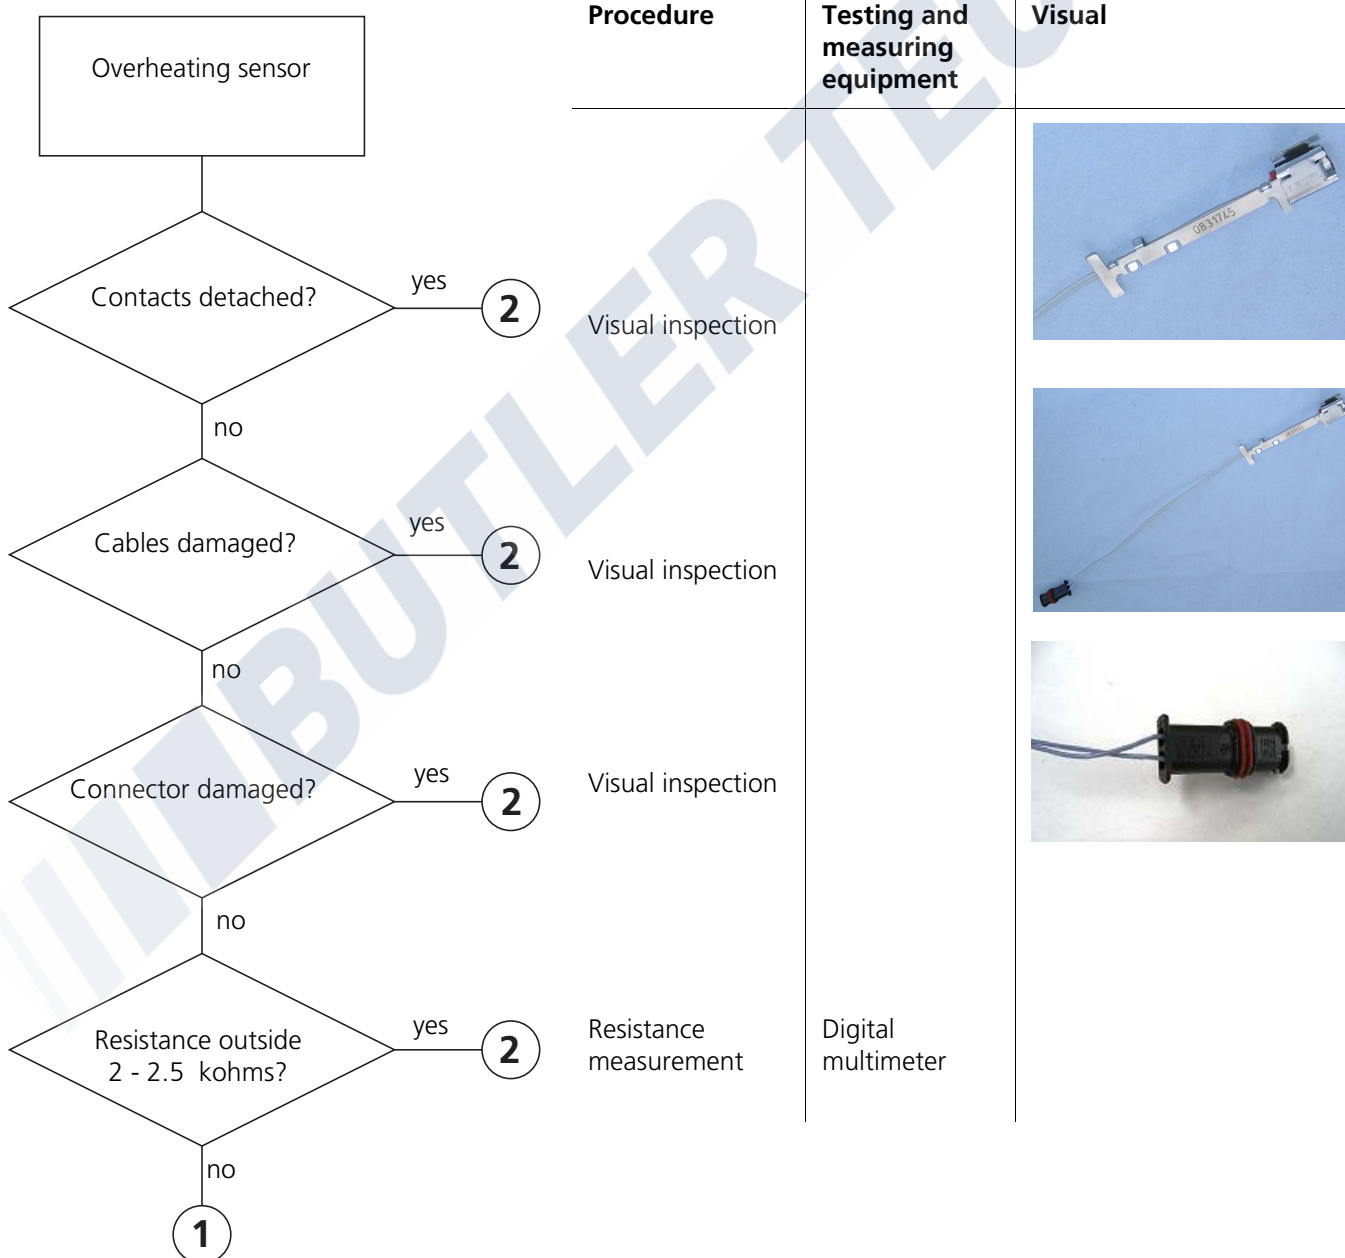 Procedure
Testing and
measuring
equipment
Visual
Overheating sensor
Contacts detached?
yes
2
Visual inspection
0831745
no
Cables damaged?
yes
2
Visual inspection
no
Connector damaged?
yes
2
Visual inspection
no
Resistance outside
2 - 2.5 kohms?
yes
2
Resistance
measurement
Digital
multimeter
no
1
BUTLER TEC